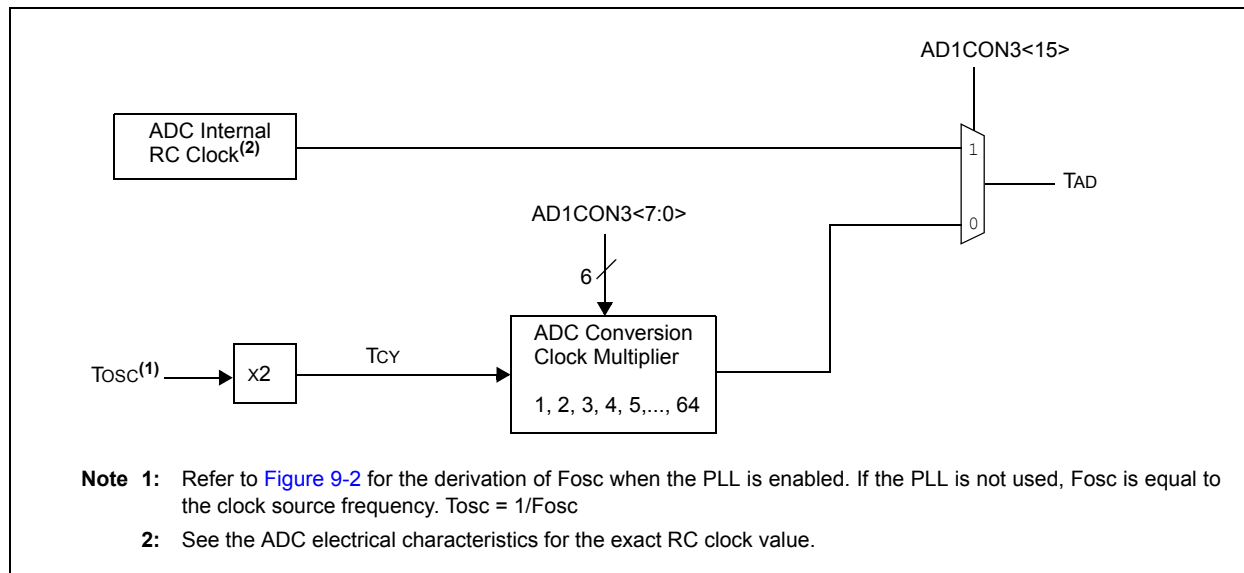 AD1CON3<15>
ADC Internal
RC Clock(2)
1
TAD
AD1CON3<7:0>
0
6
ADC Conversion
Clock Multiplier
TOSC(1)
X2
TCY
1, 2, 3, 4, 5,..., 64
Note 1: Refer to Figure 9-2 for the derivation of Fosc when the PLL is enabled. If the PLL is not used, Fosc is equal to
the clock source frequency. Tosc = 1/Fosc
2: See the ADC electrical characteristics for the exact RC clock value.